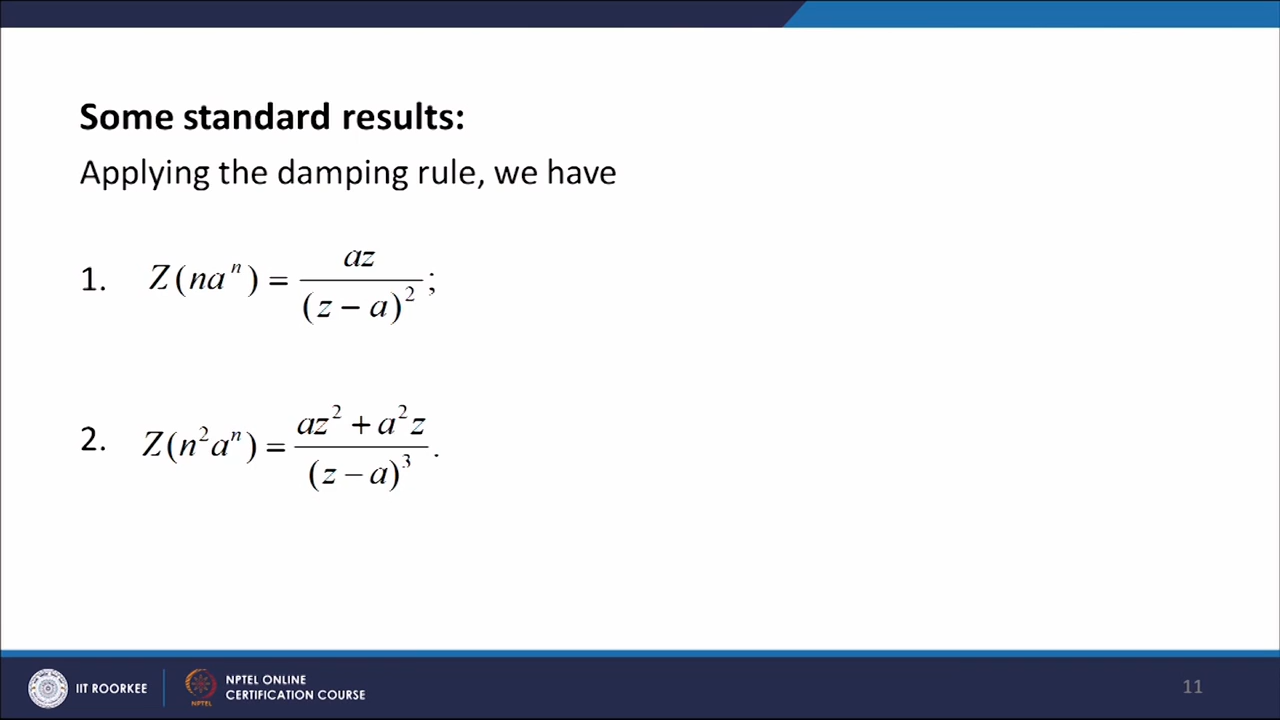 Some standard results:
Applying the damping rule, we have
1. Z(naⁿ) = az / (z − a)² ;
2. Z(n²aⁿ) = az² + a²z / (z − a)³ .
IIT ROORKEE
NPTEL
NPTEL ONLINE
CERTIFICATION COURSE
11